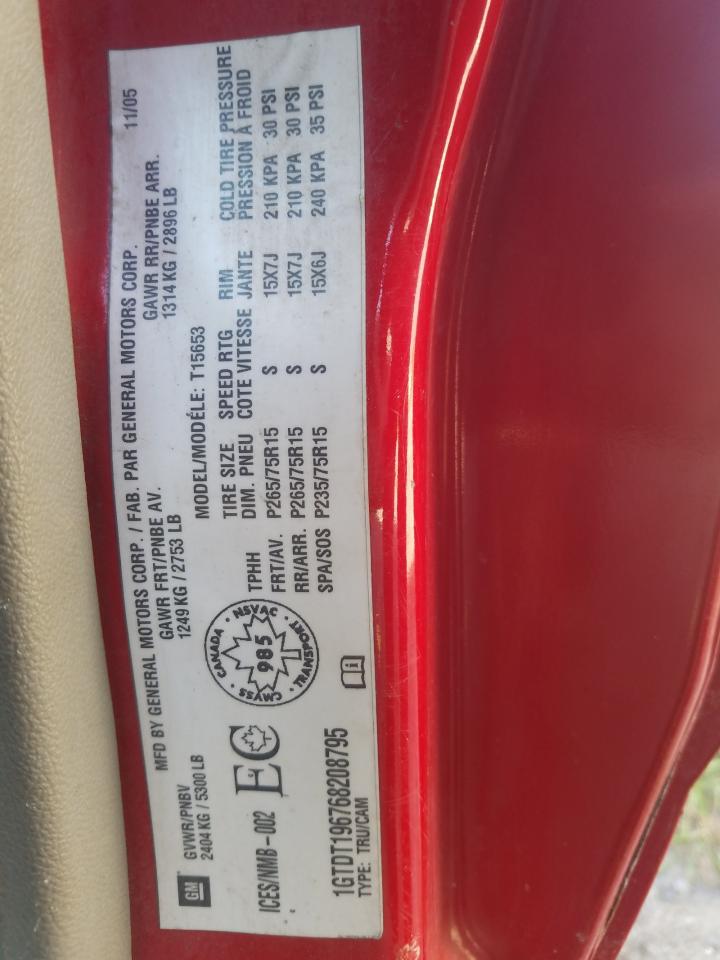 MFD BY GENERAL MOTORS CORP. / FAB. PAR GENERAL MOTORS CORP. 11/05
GM
GVWR/PNBV GAWR FRT/PNBE AV. GAWR RR/PNBE ARR.
2404 KG / 5300 LB 1249 KG / 2753 LB 1314 KG / 2896 LB
MODEL/MODÉLE: T15653
ICES/NMB-002
EC
CANADA · NSVAC · TRANSPORT · CMVSS ·
985
TIRE SIZE SPEED RTG RIM COLD TIRE PRESSURE
TPHH DIM. PNEU COTE VITESSE JANTE PRESSION À FROID
FRT/AV. P265/75R15 S 15X7J 210 KPA 30 PSI
RR/ARR. P265/75R15 S 15X7J 210 KPA 30 PSI
SPA/SOS P235/75R15 S 15X6J 240 KPA 35 PSI
1GTDT196768208795
TYPE: TRU/CAM